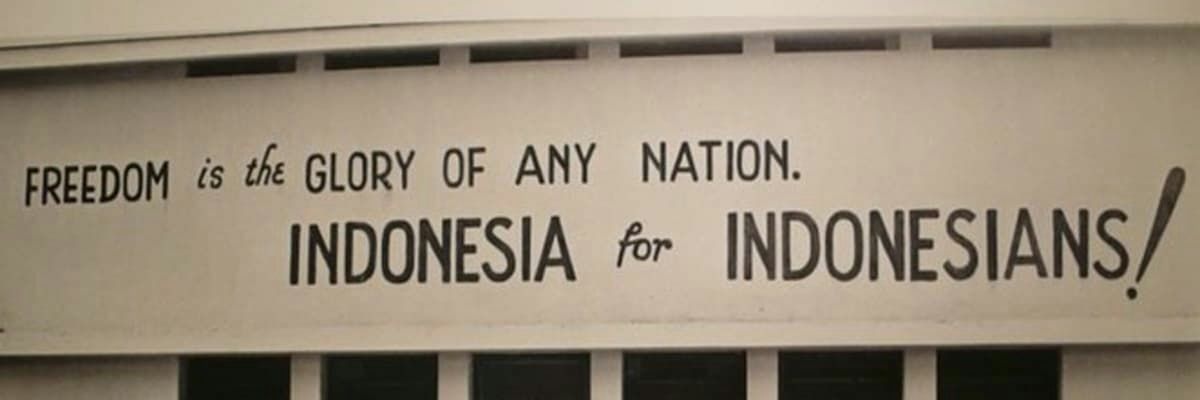 FREEDOM is the GLORY OF ANY NATION.
INDONESIA for INDONESIANS!